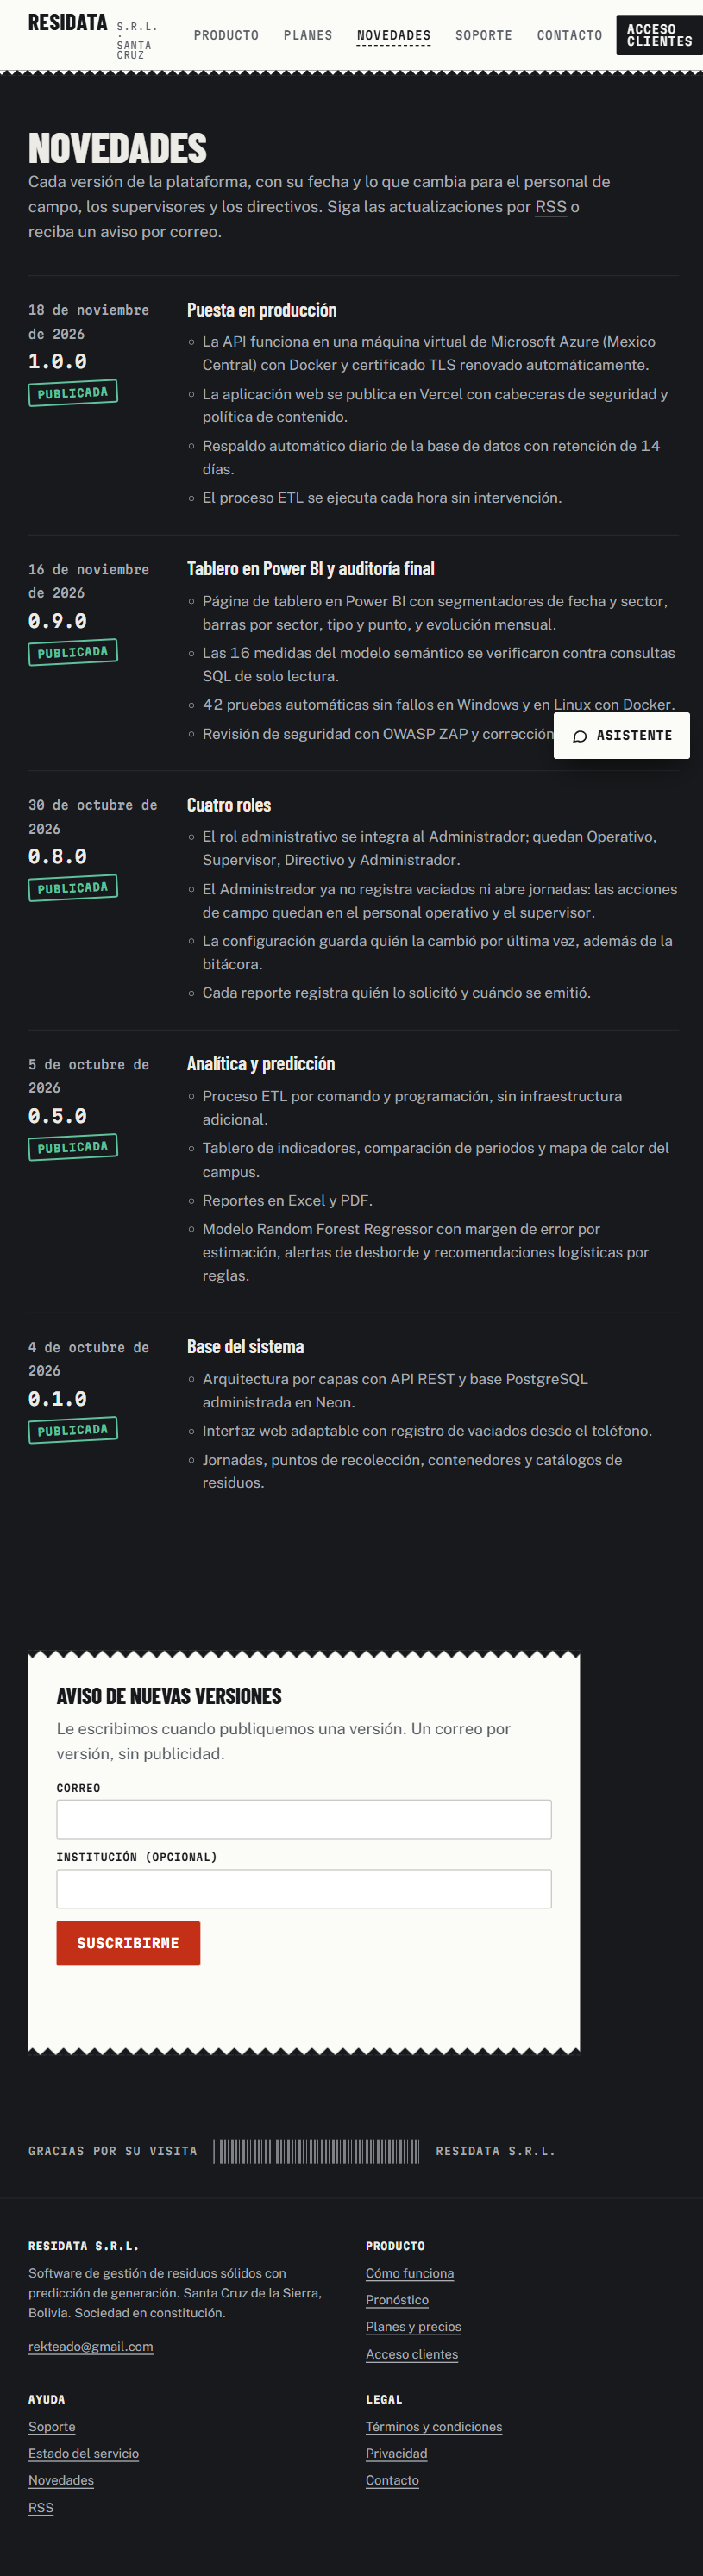 RESIDATA
S.R.L.
·
SANTA
CRUZ
PRODUCTO
PLANES
NOVEDADES
SOPORTE
CONTACTO
ACCESO
CLIENTES
NOVEDADES
Cada versión de la plataforma, con su fecha y lo que cambia para el personal de
campo, los supervisores y los directivos. Siga las actualizaciones por RSS o
reciba un aviso por correo.
18 de noviembre
de 2026
1.0.0
PUBLICADA
Puesta en producción
La API funciona en una máquina virtual de Microsoft Azure (Mexico
Central) con Docker y certificado TLS renovado automáticamente.
La aplicación web se publica en Vercel con cabeceras de seguridad y
política de contenido.
Respaldo automático diario de la base de datos con retención de 14
días.
El proceso ETL se ejecuta cada hora sin intervención.
16 de noviembre
de 2026
0.9.0
PUBLICADA
Tablero en Power BI y auditoría final
Página de tablero en Power BI con segmentadores de fecha y sector,
barras por sector, tipo y punto, y evolución mensual.
Las 16 medidas del modelo semántico se verificaron contra consultas
SQL de solo lectura.
42 pruebas automáticas sin fallos en Windows y en Linux con Docker.
Revisión de seguridad con OWASP ZAP y corrección
ASISTENTE
30 de octubre de
2026
0.8.0
PUBLICADA
Cuatro roles
El rol administrativo se integra al Administrador; quedan Operativo,
Supervisor, Directivo y Administrador.
El Administrador ya no registra vaciados ni abre jornadas: las acciones
de campo quedan en el personal operativo y el supervisor.
La configuración guarda quién la cambió por última vez, además de la
bitácora.
Cada reporte registra quién lo solicitó y cuándo se emitió.
5 de octubre de
2026
0.5.0
PUBLICADA
Analítica y predicción
Proceso ETL por comando y programación, sin infraestructura
adicional.
Tablero de indicadores, comparación de periodos y mapa de calor del
campus.
Reportes en Excel y PDF.
Modelo Random Forest Regressor con margen de error por
estimación, alertas de desborde y recomendaciones logísticas por
reglas.
4 de octubre de
2026
0.1.0
PUBLICADA
Base del sistema
Arquitectura por capas con API REST y base PostgreSQL
administrada en Neon.
Interfaz web adaptable con registro de vaciados desde el teléfono.
Jornadas, puntos de recolección, contenedores y catálogos de
residuos.
AVISO DE NUEVAS VERSIONES
Le escribimos cuando publiquemos una versión. Un correo por
versión, sin publicidad.
CORREO
INSTITUCIÓN (OPCIONAL)
SUSCRIBIRME
GRACIAS POR SU VISITA
RESIDATA S.R.L.
RESIDATA S.R.L.
Software de gestión de residuos sólidos con
predicción de generación. Santa Cruz de la Sierra,
Bolivia. Sociedad en constitución.
rekteado@gmail.com
PRODUCTO
Cómo funciona
Pronóstico
Planes y precios
Acceso clientes
AYUDA
Soporte
Estado del servicio
Novedades
RSS
LEGAL
Términos y condiciones
Privacidad
Contacto